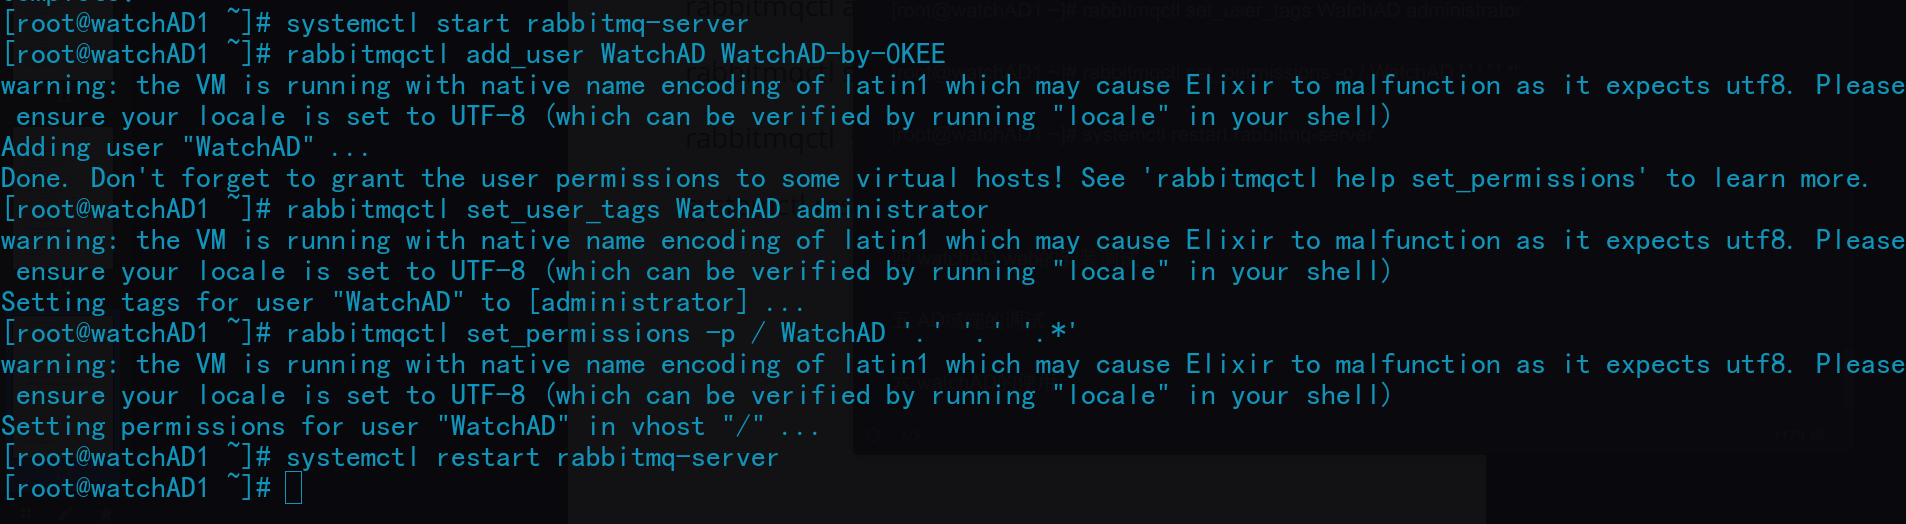 [root@watchAD1 ~]# systemctl start rabbitmq-server
[root@watchAD1 ~]# rabbitmqctl add_user WatchAD WatchAD-by-0KEE
warning: the VM is running with native name encoding of latin1 which may cause Elixir to malfunction as it expects utf8. Please
ensure your locale is set to UTF-8 (which can be verified by running "locale" in your shell)
Adding user "WatchAD" ...
Done. Don't forget to grant the user permissions to some virtual hosts! See 'rabbitmqctl help set_permissions' to learn more.
[root@watchAD1 ~]# rabbitmqctl set_user_tags WatchAD administrator
warning: the VM is running with native name encoding of latin1 which may cause Elixir to malfunction as it expects utf8. Please
ensure your locale is set to UTF-8 (which can be verified by running "locale" in your shell)
Setting tags for user "WatchAD" to [administrator] ...
[root@watchAD1 ~]# rabbitmqctl set_permissions -p / WatchAD '.' '.' '.*'
warning: the VM is running with native name encoding of latin1 which may cause Elixir to malfunction as it expects utf8. Please
ensure your locale is set to UTF-8 (which can be verified by running "locale" in your shell)
Setting permissions for user "WatchAD" in vhost "/" ...
[root@watchAD1 ~]# systemctl restart rabbitmq-server
[root@watchAD1 ~]#